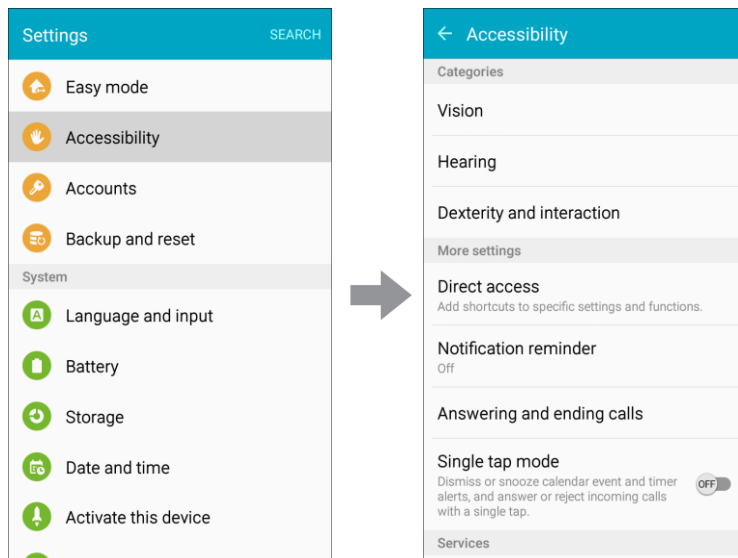 Settings
SEARCH
Easy mode
Accessibility
Accounts
Backup and reset
System
Language and input
Battery
Storage
Date and time
Activate this device
Accessibility
Categories
Vision
Hearing
Dexterity and interaction
More settings
Direct access
Add shortcuts to specific settings and functions.
Notification reminder
Off
Answering and ending calls
Single tap mode
Dismiss or snooze calendar event and timer
alerts, and answer or reject incoming calls
with a single tap.
OFF
Services